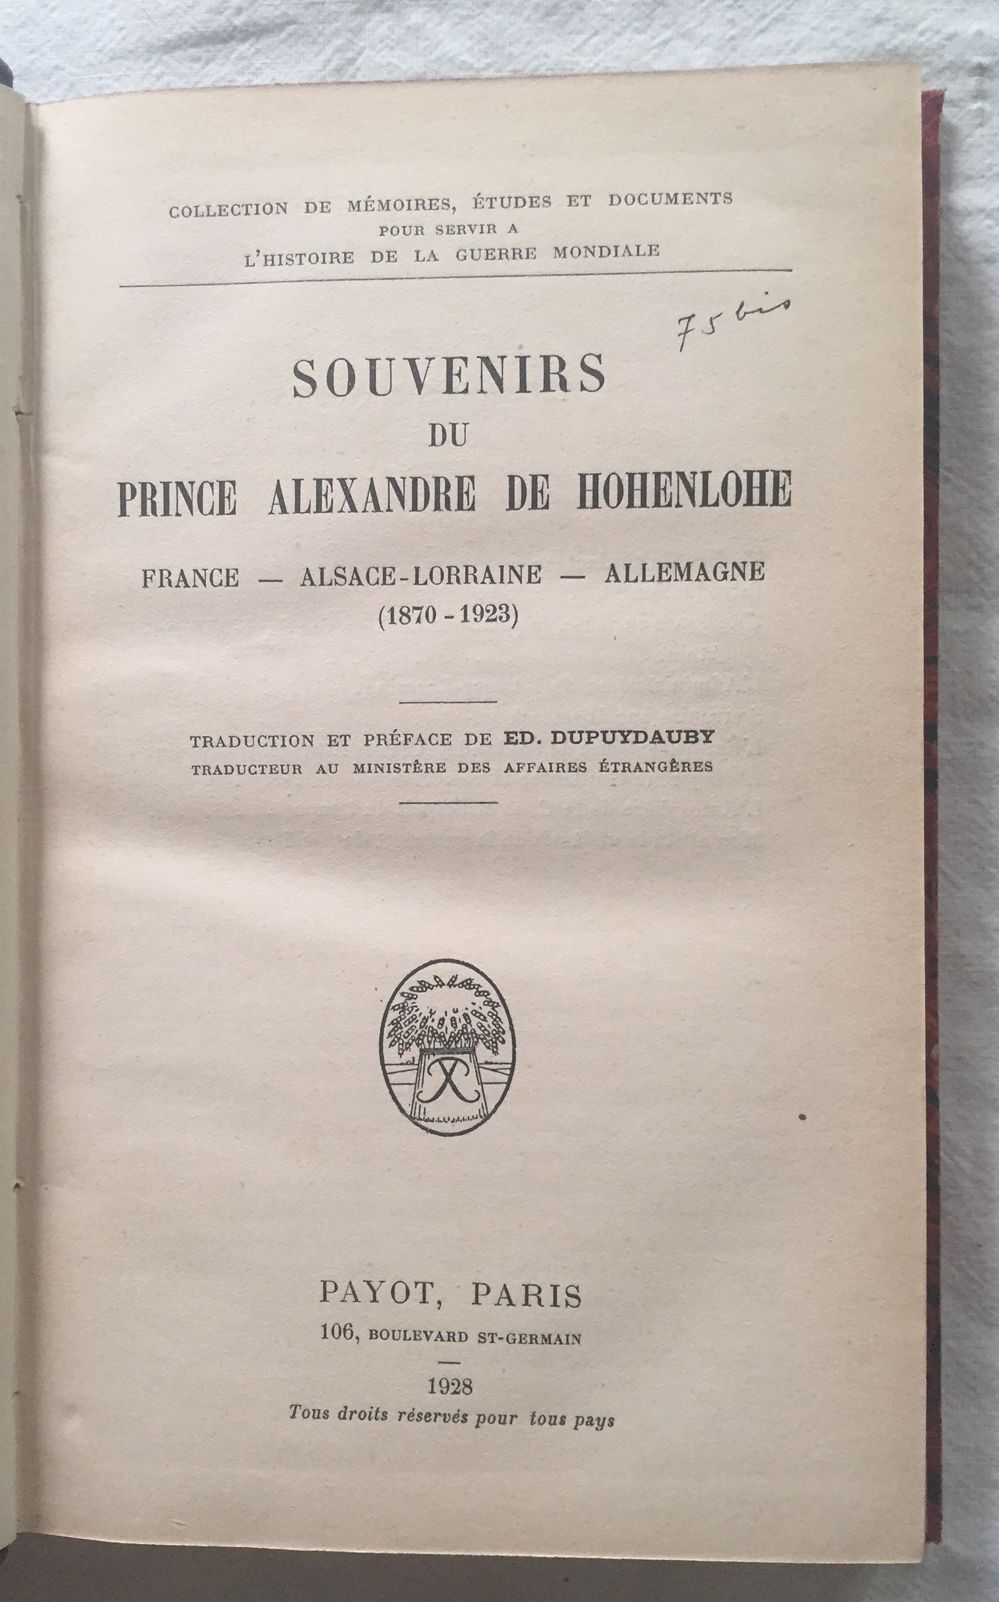 COLLECTION DE MÉMOIRES, ÉTUDES ET DOCUMENTS
POUR SERVIR A
L'HISTOIRE DE LA GUERRE MONDIALE
75 bis
SOUVENIRS
DU
PRINCE ALEXANDRE DE HOHENLOHE
FRANCE — ALSACE-LORRAINE — ALLEMAGNE
(1870 - 1923)
TRADUCTION ET PRÉFACE DE ED. DUPUYDAUBY
TRADUCTEUR AU MINISTÈRE DES AFFAIRES ÉTRANGÈRES
PAYOT, PARIS
106, BOULEVARD ST-GERMAIN
1928
Tous droits réservés pour tous pays